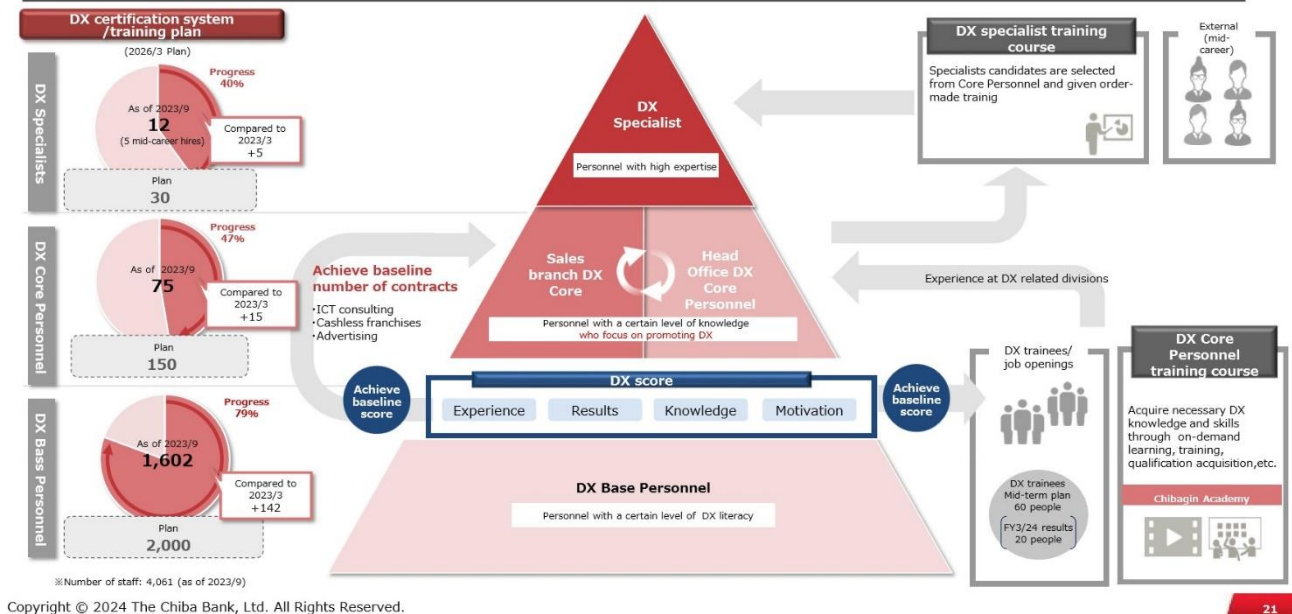 DX certification system
/training plan
(2026/3 Plan)
DX Specialists
Progress
40%
As of 2023/9
12
(5 mid-career hires)
Compared to
2023/3
+5
Plan
30
DX Core Personnel
Progress
47%
As of 2023/9
75
Compared to
2023/3
+15
Plan
150
DX Bass Personnel
Progress
79%
As of 2023/9
1,602
Compared to
2023/3
+142
Plan
2,000
※Number of staff: 4,061 (as of 2023/9)
Achieve baseline
number of contracts
・ICT consulting
・Cashless franchises
・Advertising
Achieve
baseline
score
DX
Specialist
Personnel with high expertise
Sales
branch DX
Core
Head
Office DX
Core
Personnel
Personnel with a certain level of knowledge
who focus on promoting DX
DX score
Experience
Results
Knowledge
Motivation
DX Base Personnel
Personnel with a certain level of DX literacy
Achieve
baseline
score
DX specialist training
course
Specialists candidates are selected
from Core Personnel and given order-
made trainig
External
(mid-
career)
Experience at DX related divisions
DX trainees/
job openings
DX trainees
Mid-term plan
60 people
FY3/24 results
20 people
DX Core
Personnel
training course
Acquire necessary DX
knowledge and skills
through on-demand
learning, training,
qualification acquisition,etc.
Chibagin Academy
Copyright © 2024 The Chiba Bank, Ltd. All Rights Reserved.
21